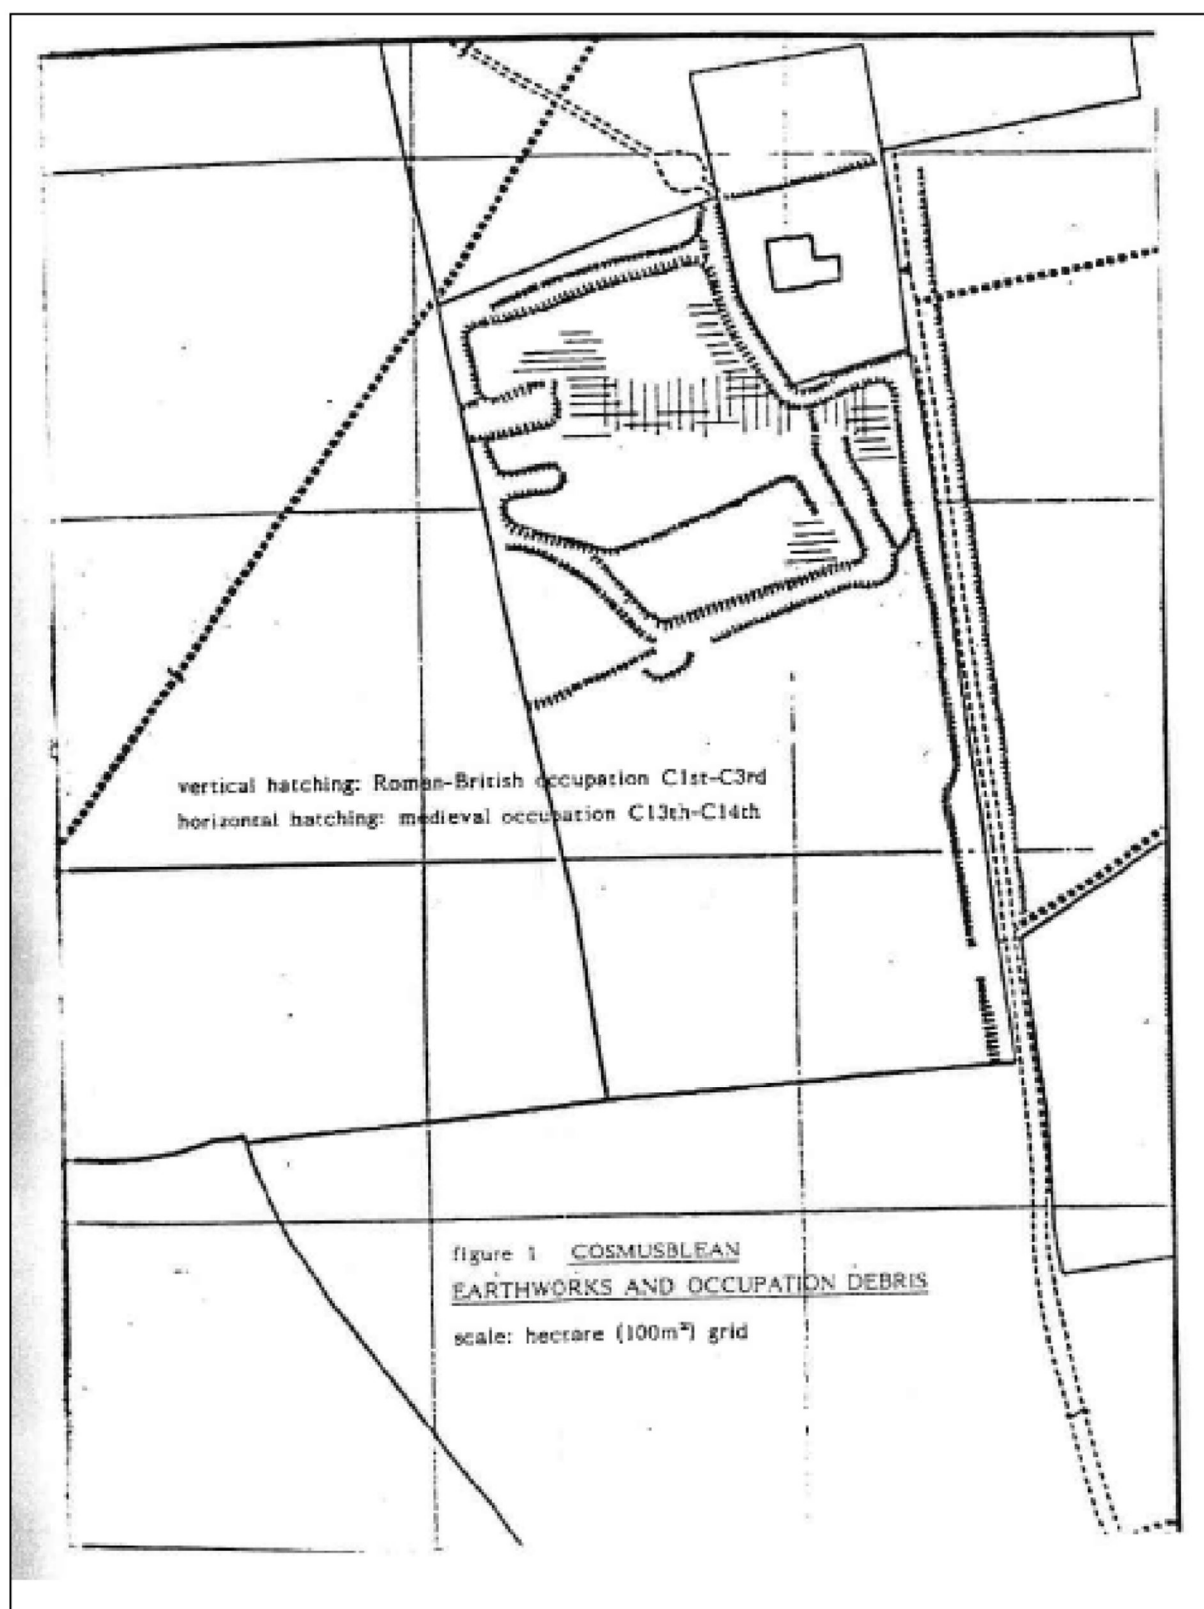 vertical hatching: Roman-British occupation C1st-C3rd
horizontal hatching: medieval occupation C13th-C14th
figure 1 COSMUSBLEAN
EARTHWORKS AND OCCUPATION DEBRIS
scale: hectare (100m²) grid